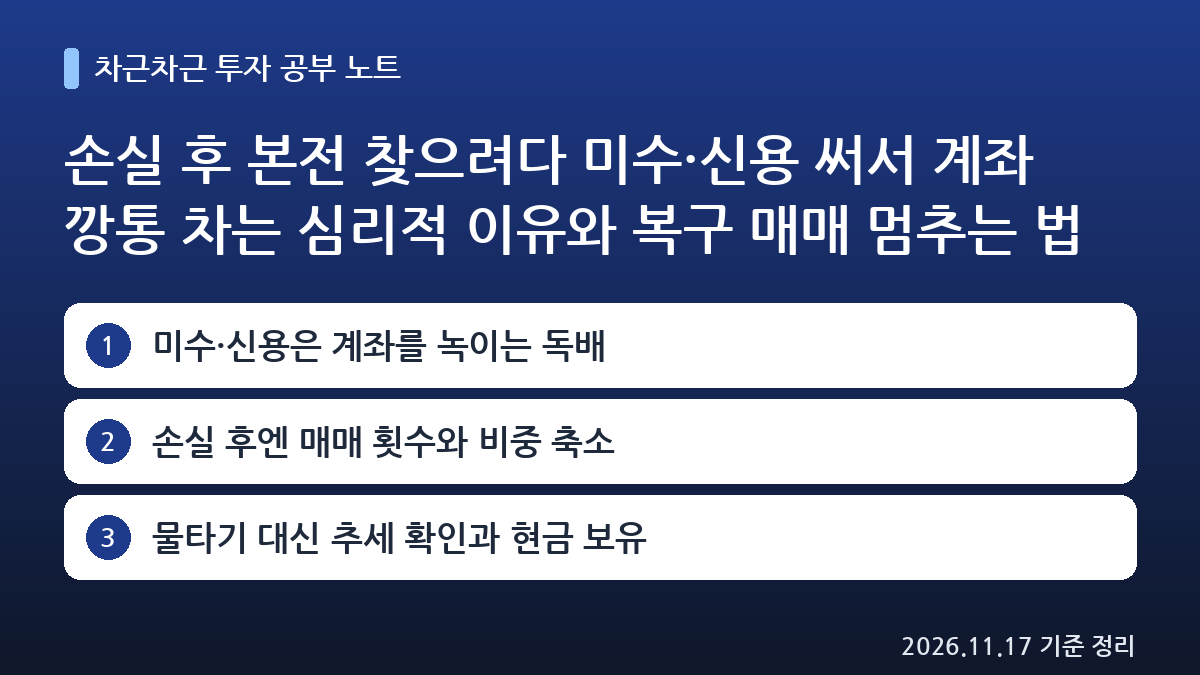 차근차근 투자 공부 노트
손실 후 본전 찾으려다 미수·신용 써서 계좌
깡통 차는 심리적 이유와 복구 매매 멈추는 법
1 미수·신용은 계좌를 녹이는 독배
2 손실 후엔 매매 횟수와 비중 축소
3 물타기 대신 추세 확인과 현금 보유
2026.11.17 기준 정리